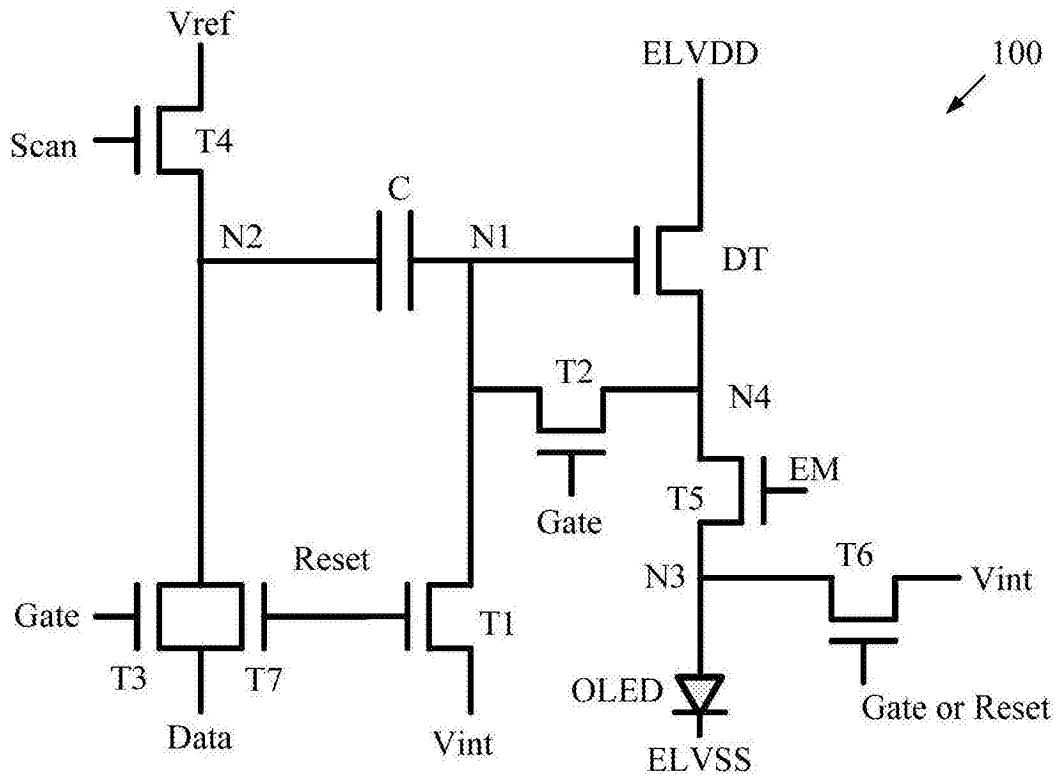 Vref
ELVDD
100
Scan
T4
C
N2
N1
DT
T2
N4
EM
T5
Gate
Reset
N3
T6
Vint
Gate
T1
T3
T7
OLED
Gate or Reset
Data
Vint
ELVSS